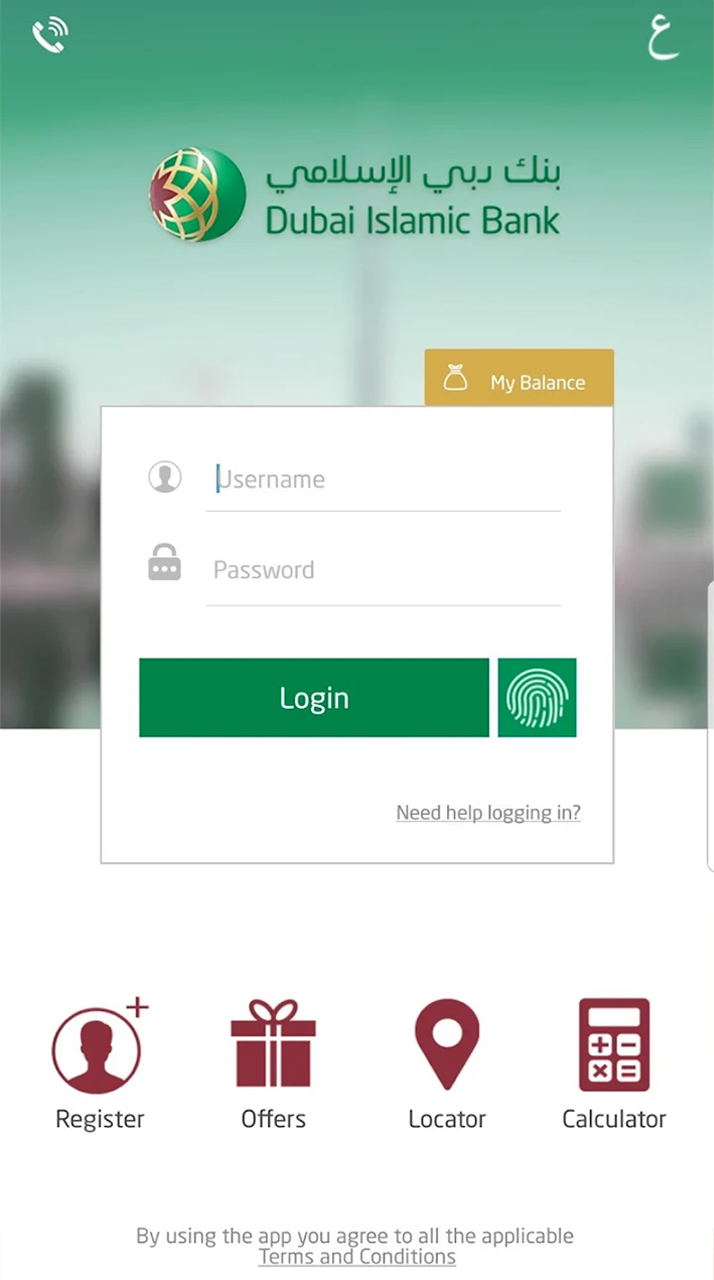 ع
بنك دبي الإسلامي
Dubai Islamic Bank
My Balance
Username
Password
Login
Need help logging in?
Register
Offers
Locator
Calculator
By using the app you agree to all the applicable
Terms and Conditions